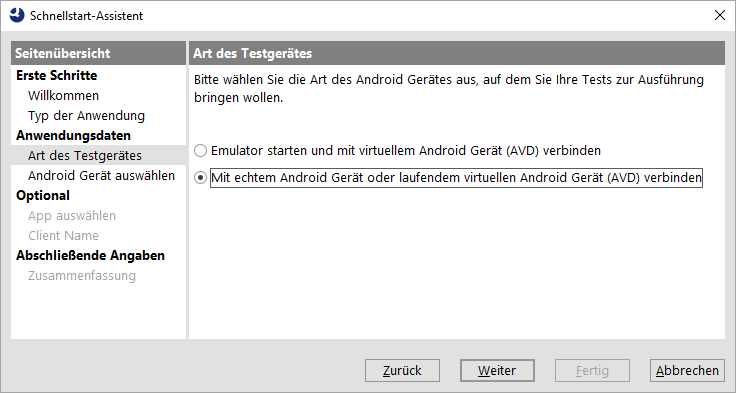 Schnellstart-Assistent
Seitenübersicht
Erste Schritte
Willkommen
Typ der Anwendung
Anwendungsdaten
Art des Testgerätes
Android Gerät auswählen
Optional
App auswählen
Client Name
Abschließende Angaben
Zusammenfassung
Art des Testgerätes
Bitte wählen Sie die Art des Android Gerätes aus, auf dem Sie Ihre Tests zur Ausführung
bringen wollen.
Emulator starten und mit virtuellem Android Gerät (AVD) verbinden
Mit echtem Android Gerät oder laufendem virtuellen Android Gerät (AVD) verbinden
Zurück
Weiter
Fertig
Abbrechen